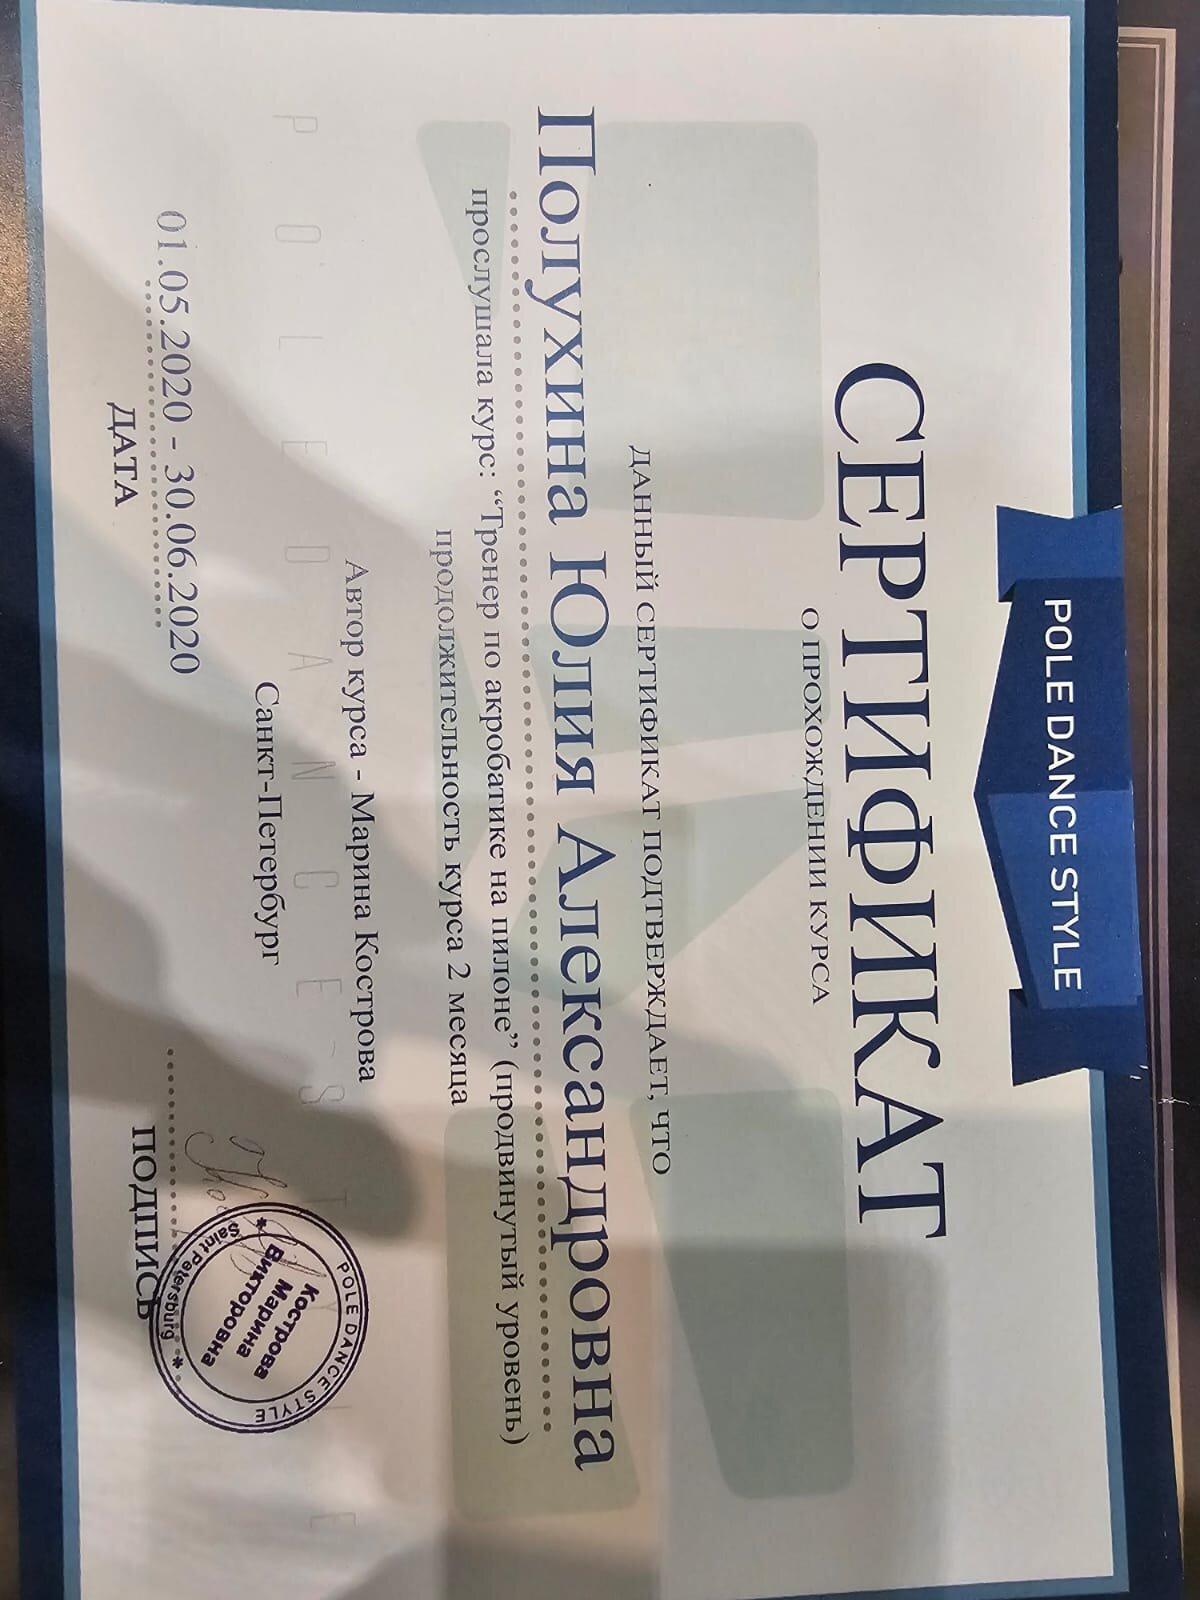 POLE DANCE STYLE
СЕРТИФИКАТ
О ПРОХОЖДЕНИИ КУРСА
ДАННЫЙ СЕРТИФИКАТ ПОДТВЕРЖДАЕТ, ЧТО
Полухина Юлия Александровна
прослушала курс: “Тренер по акробатике на пилоне” (продвинутый уровень)
продолжительность курса 2 месяца
Автор курса - Марина Кострова
POLEDANCE-STYLE
Санкт-Петербург
01.05.2020 - 30.06.2020
ДАТА
ПОДПИСЬ
POLE DANCE STYLE
Кострова
Марина
Викторовна
* Saint Petersburg *